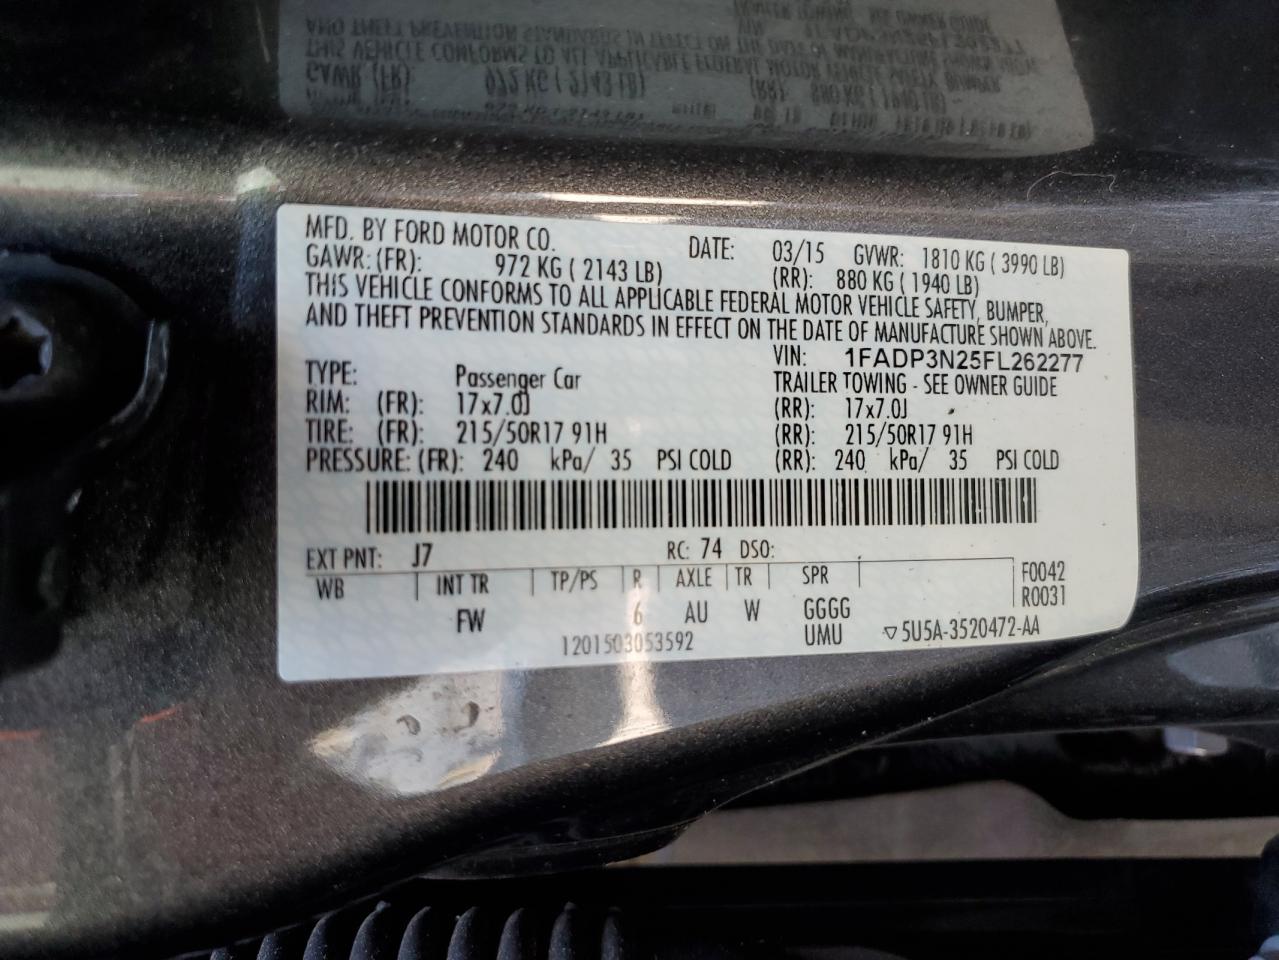 MFD. BY FORD MOTOR CO. DATE: 03/15 GVWR: 1810 KG ( 3990 LB)
GAWR: (FR): 972 KG ( 2143 LB) (RR): 880 KG ( 1940 LB)
THIS VEHICLE CONFORMS TO ALL APPLICABLE FEDERAL MOTOR VEHICLE SAFETY, BUMPER,
AND THEFT PREVENTION STANDARDS IN EFFECT ON THE DATE OF MANUFACTURE SHOWN ABOVE.
VIN: 1FADP3N25FL262277
TYPE: Passenger Car TRAILER TOWING - SEE OWNER GUIDE
RIM: (FR): 17x7.0J (RR): 17x7.0J
TIRE: (FR): 215/50R17 91H (RR): 215/50R17 91H
PRESSURE: (FR): 240 kPa/ 35 PSI COLD (RR): 240 kPa/ 35 PSI COLD
EXT PNT: J7 RC: 74 DSO:
WB INT TR TP/PS R AXLE TR SPR F0042
R0031
FW 6 AU W GGGG
1201503053592 UMU ▽5U5A-3520472-AA